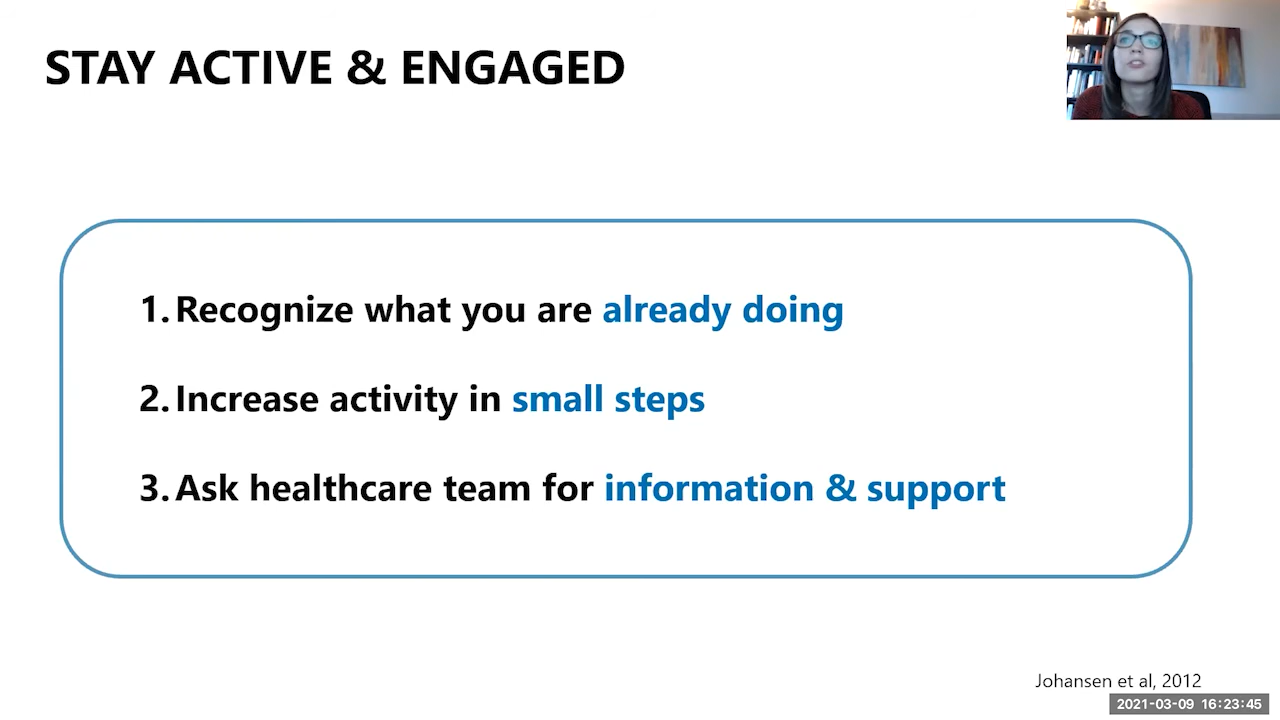 STAY ACTIVE & ENGAGED
1. Recognize what you are already doing
2. Increase activity in small steps
3. Ask healthcare team for information & support
Johansen et al, 2012
2021-03-09 16:23:45